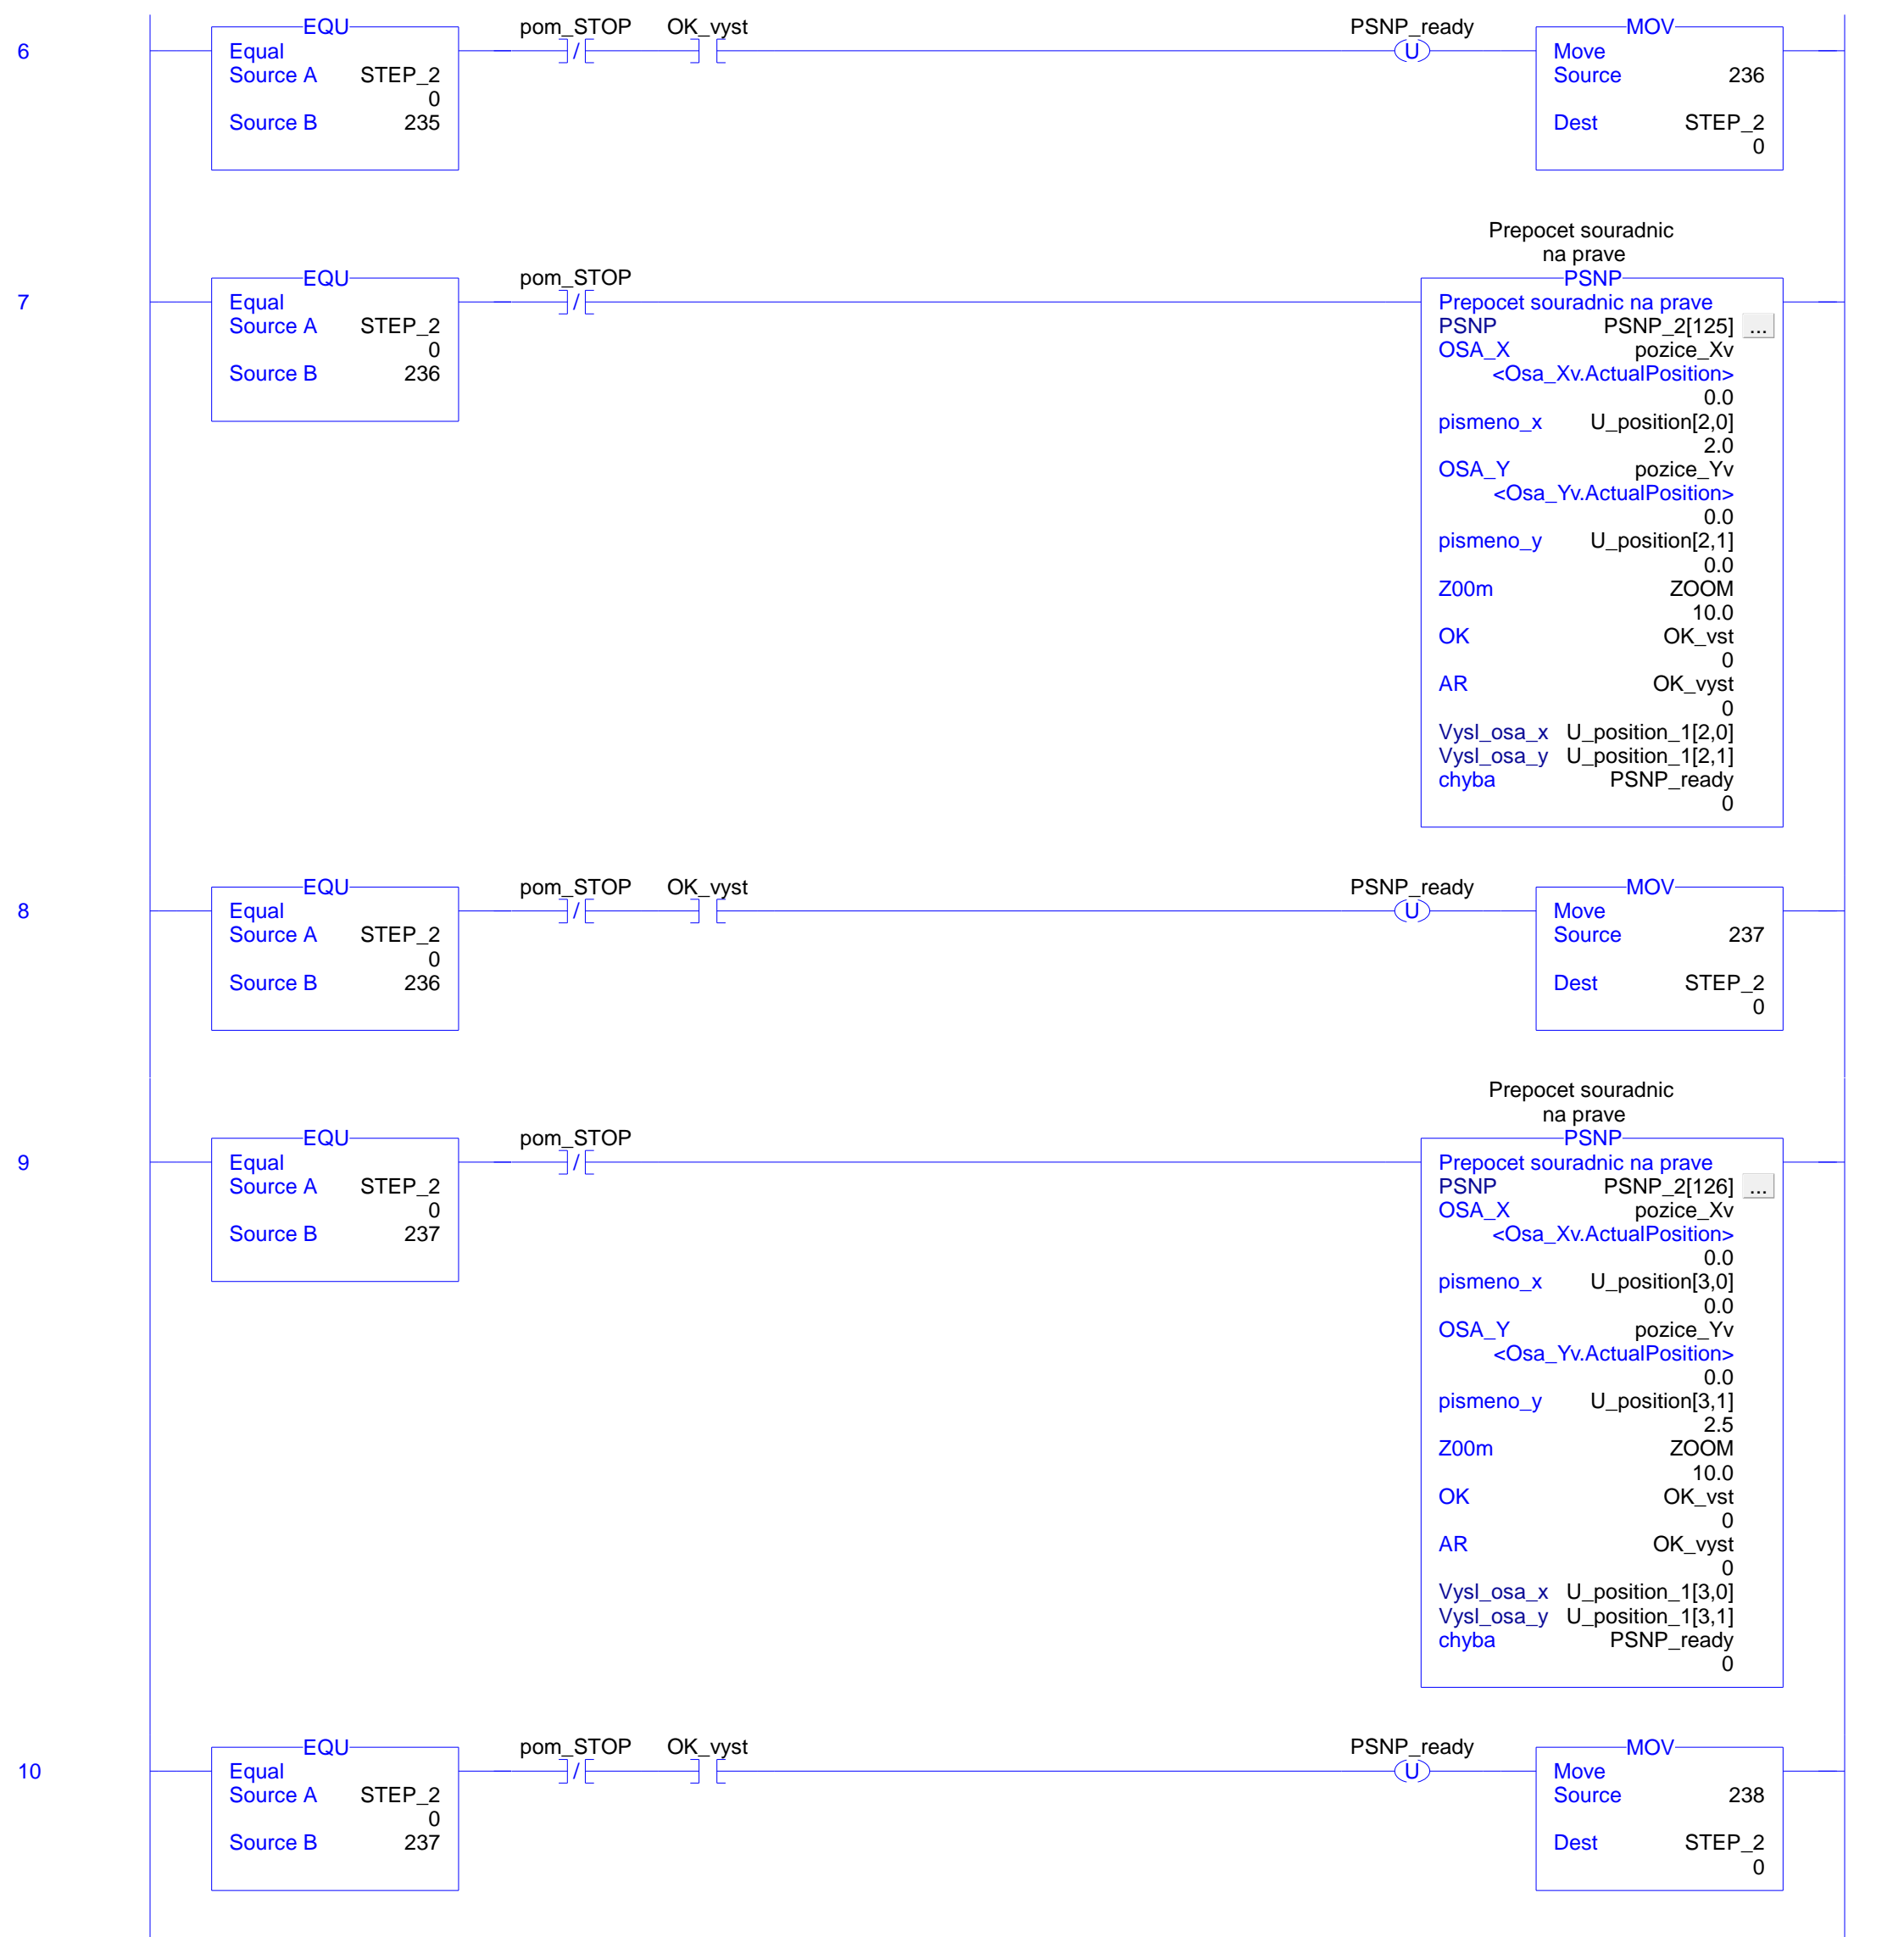 6
EQU
Equal
Source A STEP_2
0
Source B 235
pom_STOP
/
OK_vyst
PSNP_ready
U
MOV
Move
Source 236
Dest STEP_2
0
7
EQU
Equal
Source A STEP_2
0
Source B 236
pom_STOP
/
Prepocet souradnic
na prave
PSNP
Prepocet souradnic na prave
PSNP PSNP_2[125] ...
OSA_X pozice_Xv
<Osa_Xv.ActualPosition>
0.0
pismeno_x U_position[2,0]
2.0
OSA_Y pozice_Yv
<Osa_Yv.ActualPosition>
0.0
pismeno_y U_position[2,1]
0.0
Z00m ZOOM
10.0
OK OK_vst
0
AR OK_vyst
0
Vysl_osa_x U_position_1[2,0]
Vysl_osa_y U_position_1[2,1]
chyba PSNP_ready
0
8
EQU
Equal
Source A STEP_2
0
Source B 236
pom_STOP
/
OK_vyst
PSNP_ready
U
MOV
Move
Source 237
Dest STEP_2
0
9
EQU
Equal
Source A STEP_2
0
Source B 237
pom_STOP
/
Prepocet souradnic
na prave
PSNP
Prepocet souradnic na prave
PSNP PSNP_2[126] ...
OSA_X pozice_Xv
<Osa_Xv.ActualPosition>
0.0
pismeno_x U_position[3,0]
0.0
OSA_Y pozice_Yv
<Osa_Yv.ActualPosition>
0.0
pismeno_y U_position[3,1]
2.5
Z00m ZOOM
10.0
OK OK_vst
0
AR OK_vyst
0
Vysl_osa_x U_position_1[3,0]
Vysl_osa_y U_position_1[3,1]
chyba PSNP_ready
0
10
EQU
Equal
Source A STEP_2
0
Source B 237
pom_STOP
/
OK_vyst
PSNP_ready
U
MOV
Move
Source 238
Dest STEP_2
0